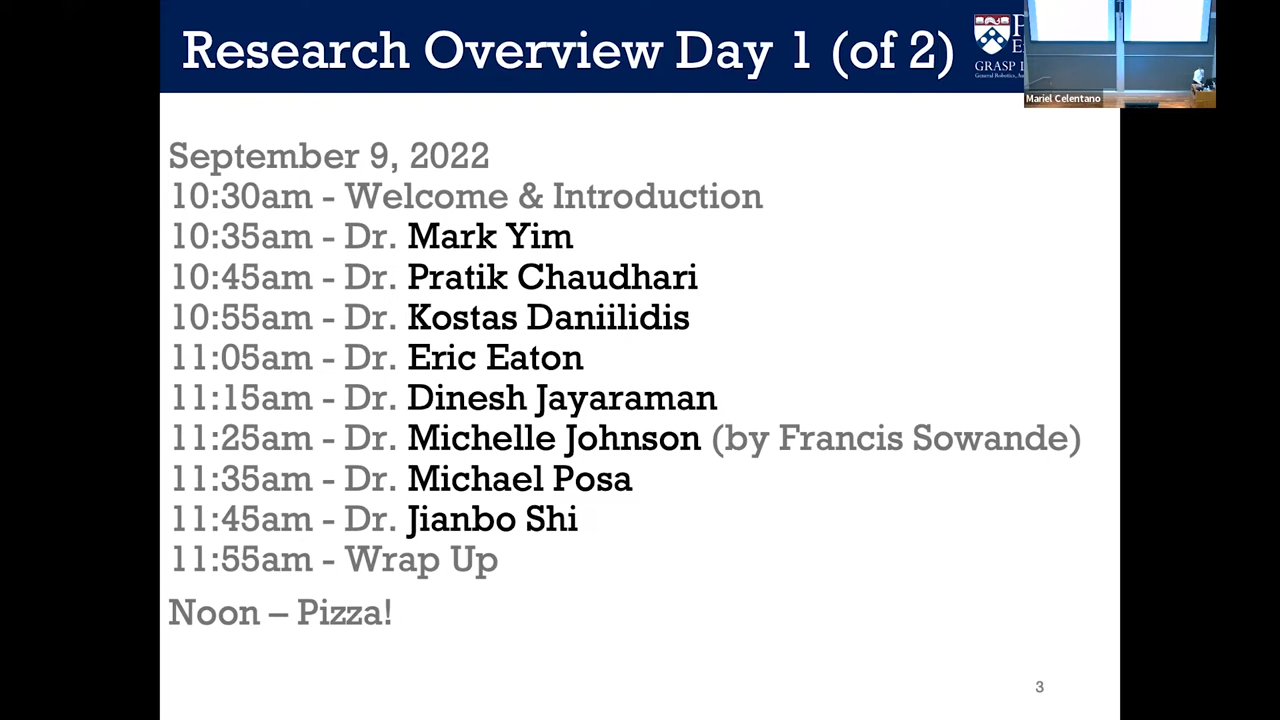 Research Overview Day 1 (of 2)
GRASP
General Robotics,
Mariel Celentano
September 9, 2022
10:30am - Welcome & Introduction
10:35am - Dr. Mark Yim
10:45am - Dr. Pratik Chaudhari
10:55am - Dr. Kostas Daniilidis
11:05am - Dr. Eric Eaton
11:15am - Dr. Dinesh Jayaraman
11:25am - Dr. Michelle Johnson (by Francis Sowande)
11:35am - Dr. Michael Posa
11:45am - Dr. Jianbo Shi
11:55am - Wrap Up
Noon – Pizza!
3